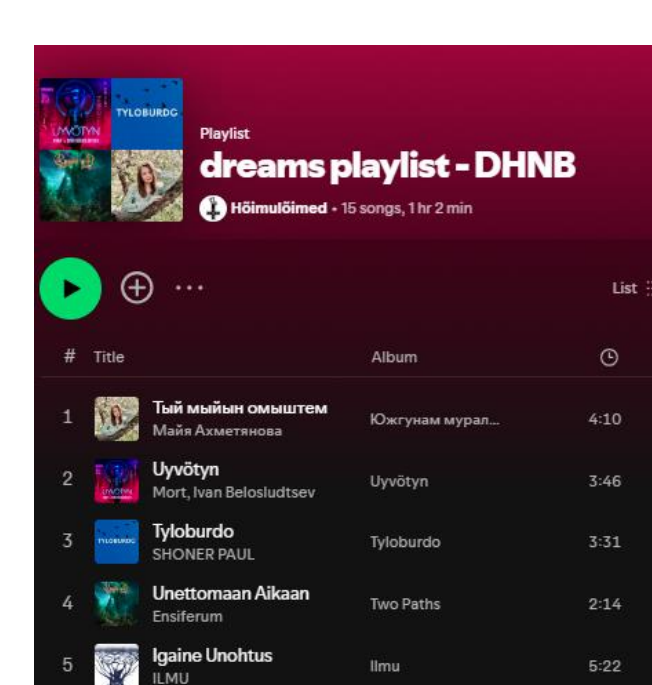 UYVÖTYN
TYLOBURDO
Playlist
dreams playlist - DHNB
Hõimulõimed • 15 songs, 1 hr 2 min
List
# Title Album
1 Тый мыйын омыштем Южгунам мурал... 4:10
Майя Ахметянова
2 Uyvötyn Uyvötyn 3:46
Mort, Ivan Belosludtsev
3 Tyloburdo Tyloburdo 3:31
SHONER PAUL
4 Unettomaan Aikaan Two Paths 2:14
Ensiferum
5 Igaine Unohtus Ilmu 5:22
ILMU